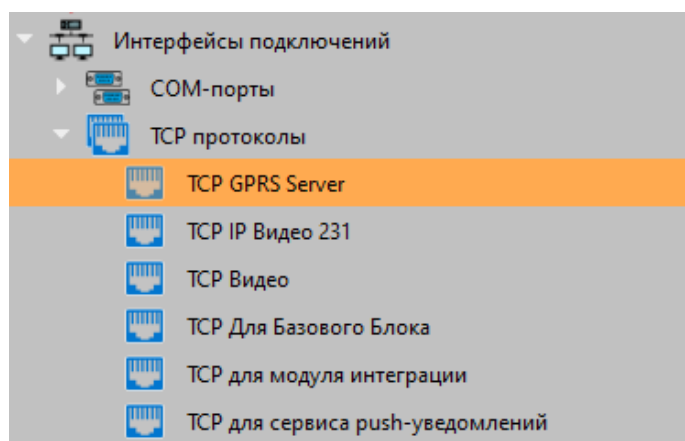 Интерфейсы подключений
COM-порты
TCP протоколы
TCP GPRS Server
TCP IP Видео 231
TCP Видео
TCP Для Базового Блока
TCP для модуля интеграции
TCP для сервиса push-уведомлений